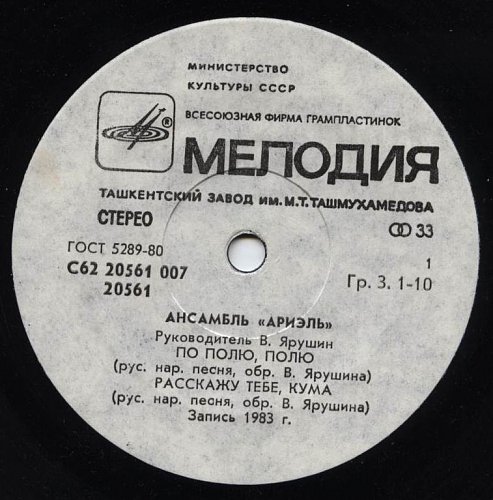 МИНИСТЕРСТВО
КУЛЬТУРЫ СССР
ВСЕСОЮЗНАЯ ФИРМА ГРАМПЛАСТИНОК
®
МЕЛОДИЯ
ТАШКЕНТСКИЙ ЗАВОД ИМ. М.Т. ТАШМУХАМЕДОВА
СТЕРЕО 33
ГОСТ 5289-80 1
С62 20561 007 Гр. 3. 1-10
20561
АНСАМБЛЬ «АРИЭЛЬ»
Руководитель В. Ярушин
ПО ПОЛЮ, ПОЛЮ
(рус. нар. песня, обр. В. Ярушина)
РАССКАЖУ ТЕБЕ, КУМА
(рус. нар. песня, обр. В. Ярушина)
Запись 1983 г.